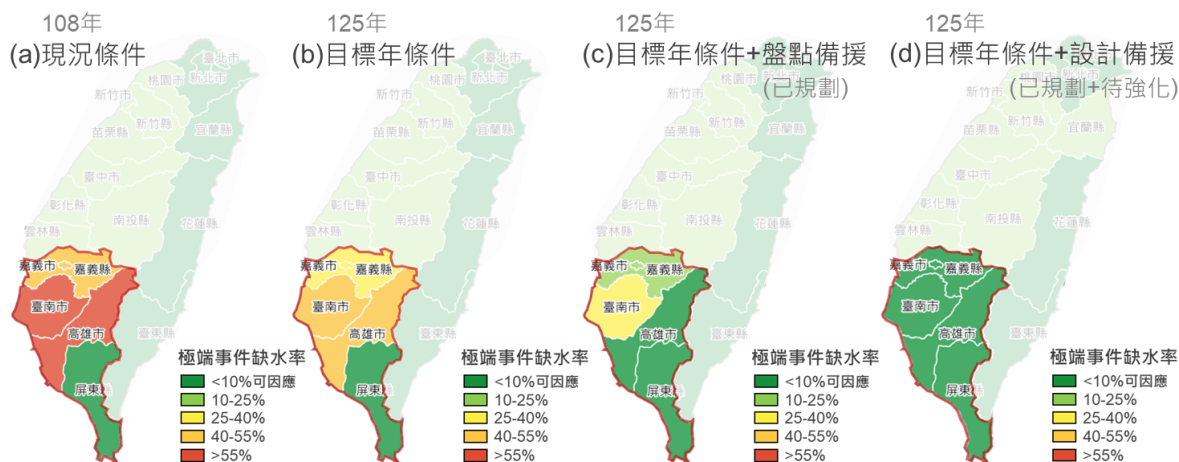 108年
(a)現況條件
臺北市
新北市
桃園市
新竹市
新竹縣
宜蘭縣
苗栗縣
臺中市
彰化縣
南投縣
花蓮縣
雲林縣
嘉義市
嘉義縣
臺南市
高雄市
臺東縣
屏東縣
極端事件缺水率
<10%可因應
10-25%
25-40%
40-55%
>55%
125年
(b)目標年條件
臺北市
新北市
桃園市
新竹市
新竹縣
宜蘭縣
苗栗縣
臺中市
彰化縣
南投縣
花蓮縣
雲林縣
嘉義市
嘉義縣
臺南市
高雄市
臺東縣
屏東縣
極端事件缺水率
<10%可因應
10-25%
25-40%
40-55%
>55%
125年
(c)目標年條件+盤點備援
(已規劃)
桃園市
新竹市
新竹縣
宜蘭縣
苗栗縣
臺中市
彰化縣
南投縣
花蓮縣
雲林縣
嘉義市
嘉義縣
臺南市
高雄市
臺東縣
屏東縣
極端事件缺水率
<10%可因應
10-25%
25-40%
40-55%
>55%
125年
(d)目標年條件+設計備援
(已規劃+待強化)
新竹市
新竹縣
宜蘭縣
苗栗縣
臺中市
彰化縣
南投縣
花蓮縣
雲林縣
嘉義市
嘉義縣
臺南市
高雄市
臺東縣
屏東縣
極端事件缺水率
<10%可因應
10-25%
25-40%
40-55%
>55%